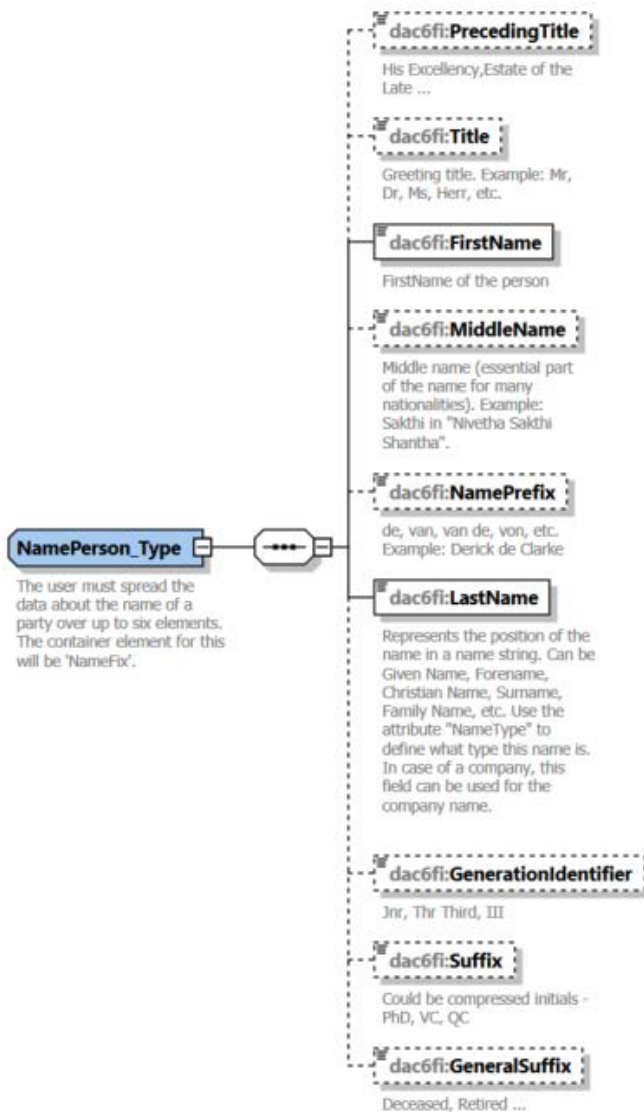 dac6fi:PrecedingTitle
His Excellency,Estate of the
Late ...
dac6fi:Title
Greeting title. Example: Mr,
Dr, Ms, Herr, etc.
dac6fi:FirstName
FirstName of the person
dac6fi:MiddleName
Middle name (essential part
of the name for many
nationalities). Example:
Sakthi in "Nivetha Sakthi
Shantha".
dac6fi:NamePrefix
de, van, van de, von, etc.
Example: Derick de Clarke
NamePerson_Type
The user must spread the
data about the name of a
party over up to six elements.
The container element for this
will be 'NameFix'.
dac6fi:LastName
Represents the position of the
name in a name string. Can be
Given Name, Forename,
Christian Name, Surname,
Family Name, etc. Use the
attribute "NameType" to
define what type this name is.
In case of a company, this
field can be used for the
company name.
dac6fi:GenerationIdentifier
Jnr, Thr Third, III
dac6fi:Suffix
Could be compressed initials -
PhD, VC, QC
dac6fi:GeneralSuffix
Deceased, Retired ...